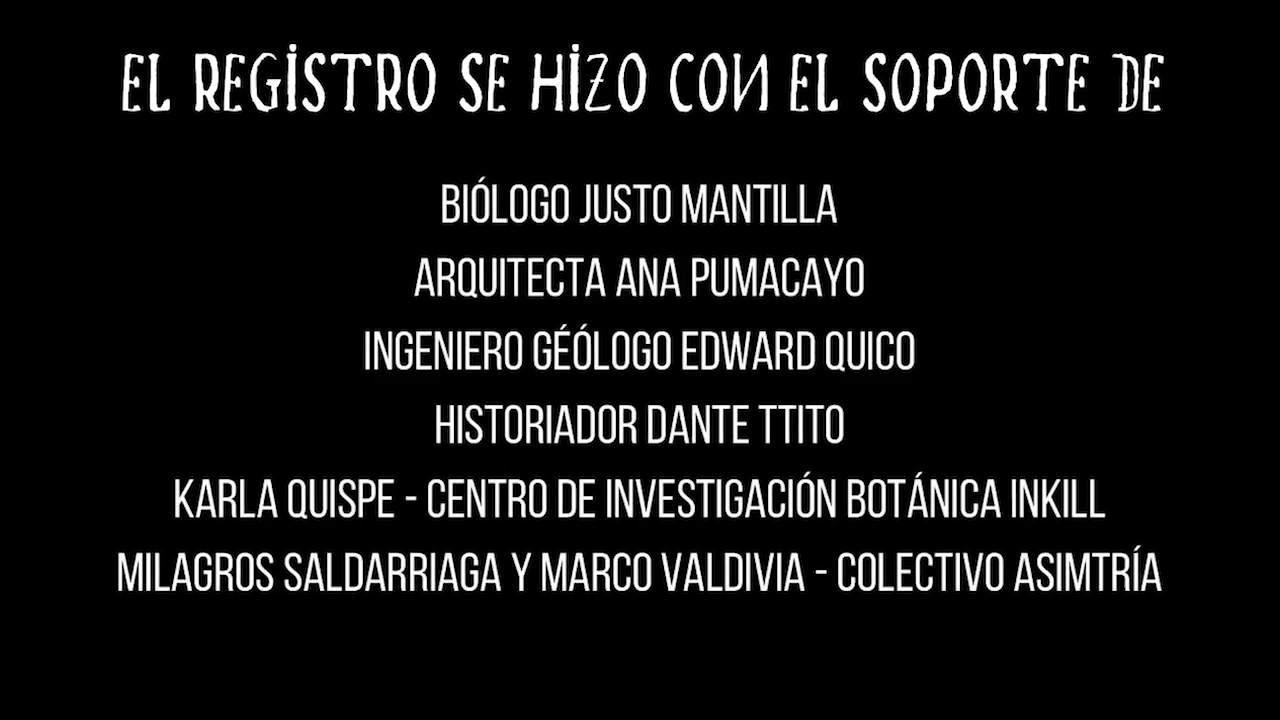 EL REGISTRO SE HIZO CON EL SOPORTE DE
BIÓLOGO JUSTO MANTILLA
ARQUITECTA ANA PUMACAYO
INGENIERO GÉÓLOGO EDWARD QUICO
HISTORIADOR DANTE TTITO
KARLA QUISPE - CENTRO DE INVESTIGACIÓN BOTÁNICA INKILL
MILAGROS SALDARRIAGA Y MARCO VALDIVIA - COLECTIVO ASIMTRÍA